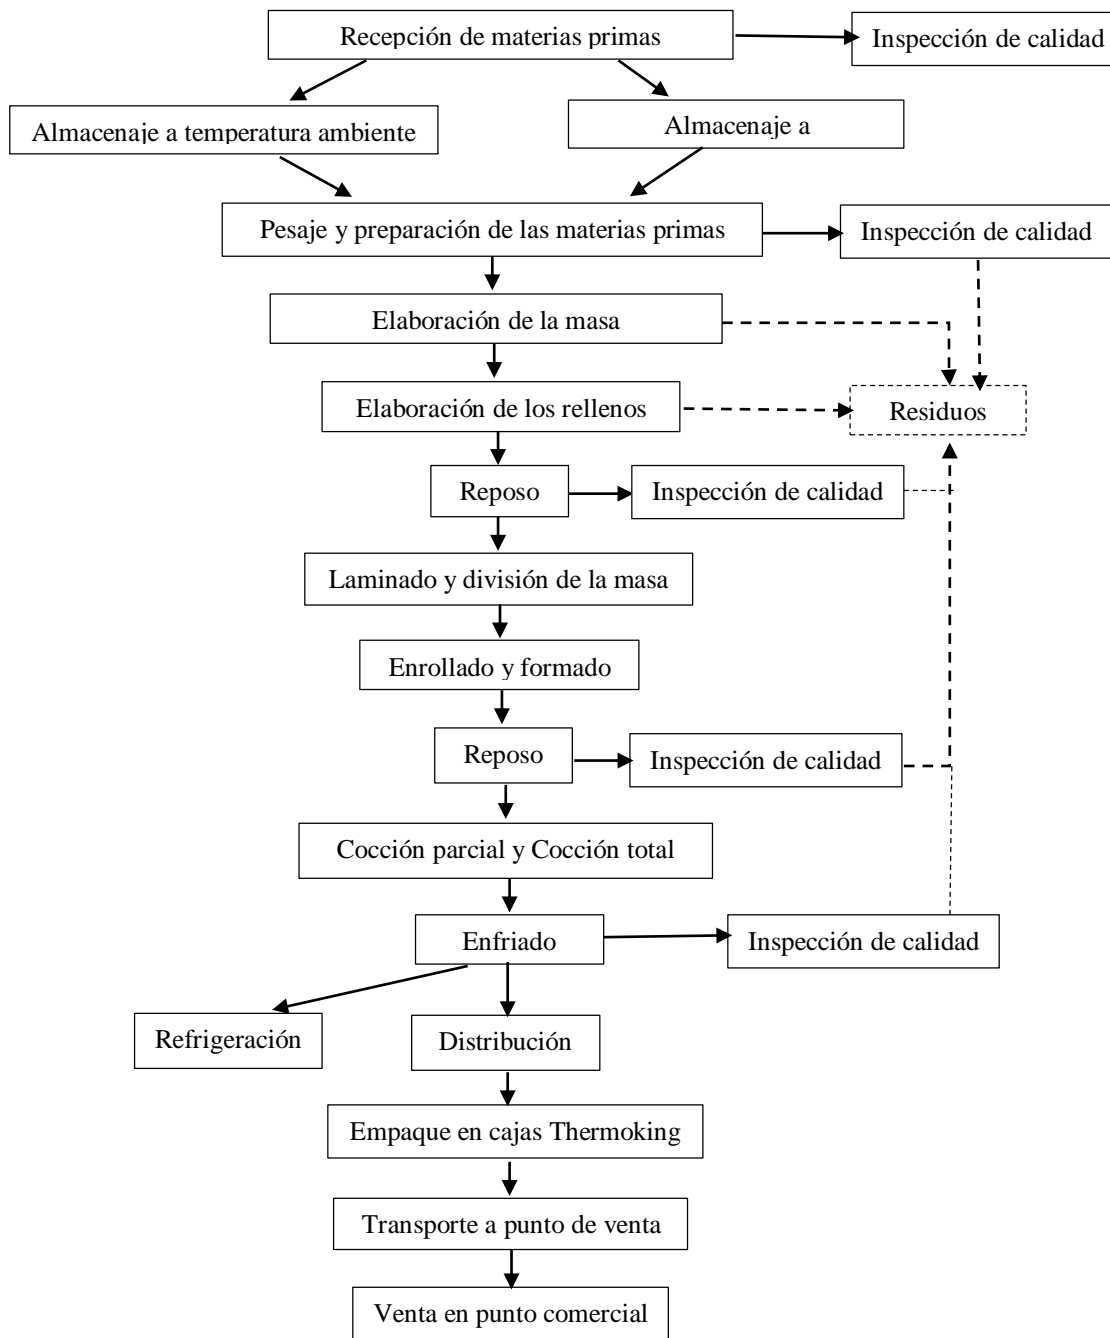 Recepción de materias primas
Inspección de calidad
Almacenaje a temperatura ambiente
Almacenaje a
Pesaje y preparación de las materias primas
Inspección de calidad
Elaboración de la masa
Elaboración de los rellenos
Residuos
Reposo
Inspección de calidad
Laminado y división de la masa
Enrollado y formado
Reposo
Inspección de calidad
Cocción parcial y Cocción total
Enfriado
Inspección de calidad
Refrigeración
Distribución
Empaque en cajas Thermoking
Transporte a punto de venta
Venta en punto comercial